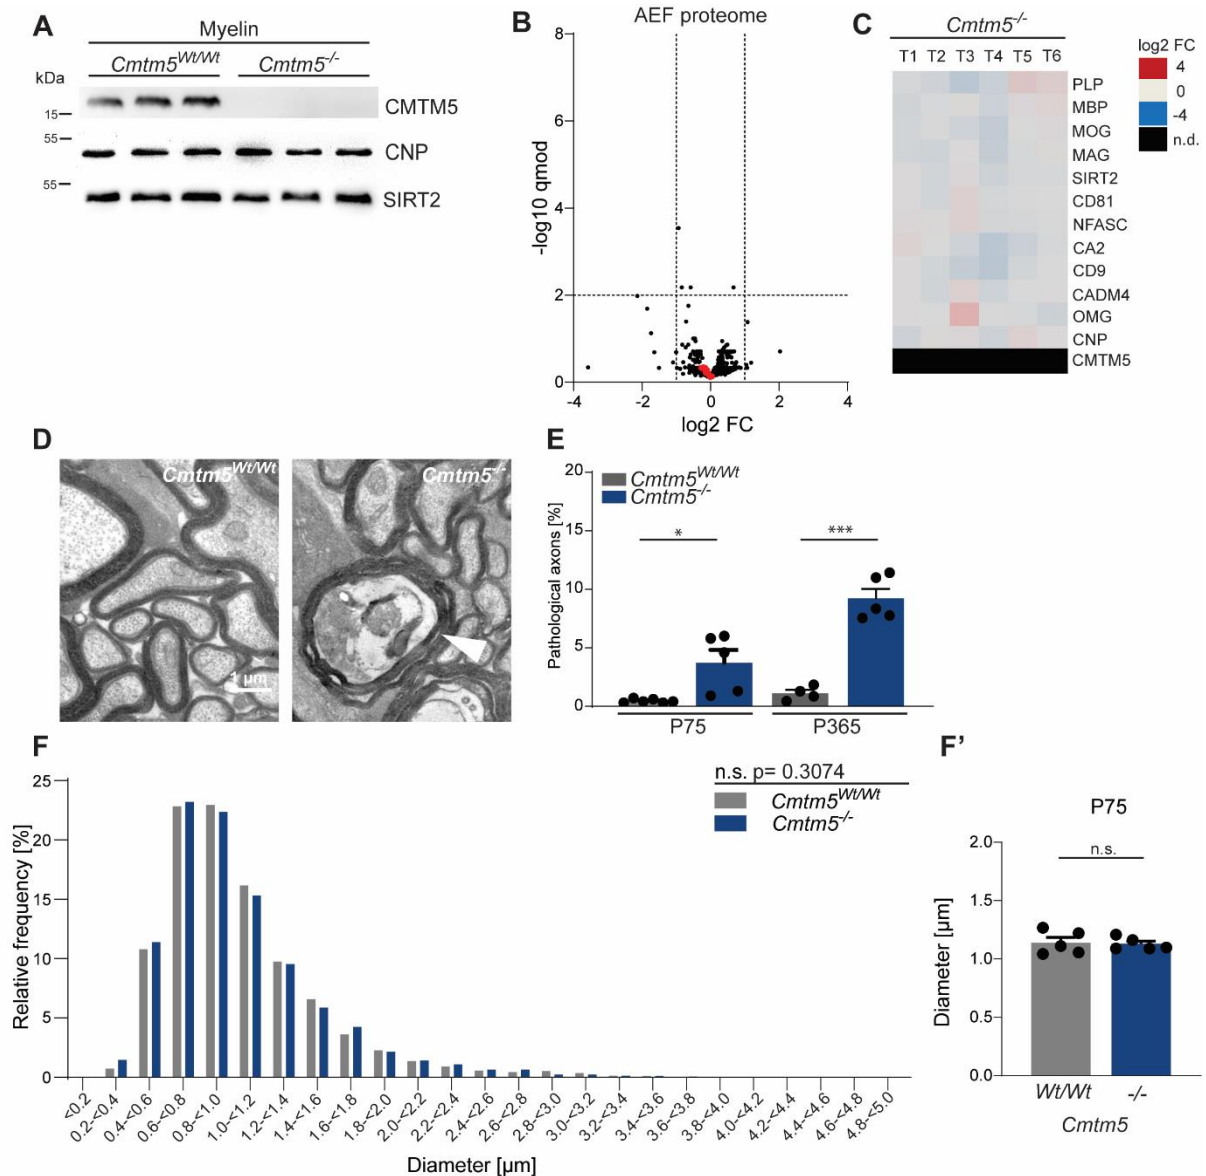 A
Myelin
Cmtm5Wt/Wt Cmtm5-/-
kDa
15
CMTM5
55
CNP
55
SIRT2
B
AEF proteome
8
6
4
2
0
-log10 qmod
-4 -2 0 2 4
log2 FC
C
Cmtm5-/-
T1 T2 T3 T4 T5 T6
PLP
MBP
MOG
MAG
SIRT2
CD81
NFASC
CA2
CD9
CADM4
OMG
CNP
CMTM5
log2 FC
4
0
-4
n.d.
D
Cmtm5Wt/Wt
1 µm
Cmtm5-/-
E
20
15
10
5
0
Pathological axons [%]
Cmtm5Wt/Wt
Cmtm5-/-
*
***
P75 P365
F
25
20
15
10
5
0
Relative frequency [%]
n.s. p= 0.3074
Cmtm5Wt/Wt
Cmtm5-/-
<0.2
0.2-<0.4
0.4-<0.6
0.6-<0.8
0.8-<1.0
1.0-<1.2
1.2-<1.4
1.4-<1.6
1.6-<1.8
1.8-<2.0
2.0-<2.2
2.2-<2.4
2.4-<2.6
2.6-<2.8
2.8-<3.0
3.0-<3.2
3.2-<3.4
3.4-<3.6
3.6-<3.8
3.8-<4.0
4.0-<4.2
4.2-<4.4
4.4-<4.6
4.6-<4.8
4.8-<5.0
Diameter [µm]
F'
P75
2.0
1.5
1.0
0.5
0.0
Diameter [µm]
n.s.
Wt/Wt -/-
Cmtm5